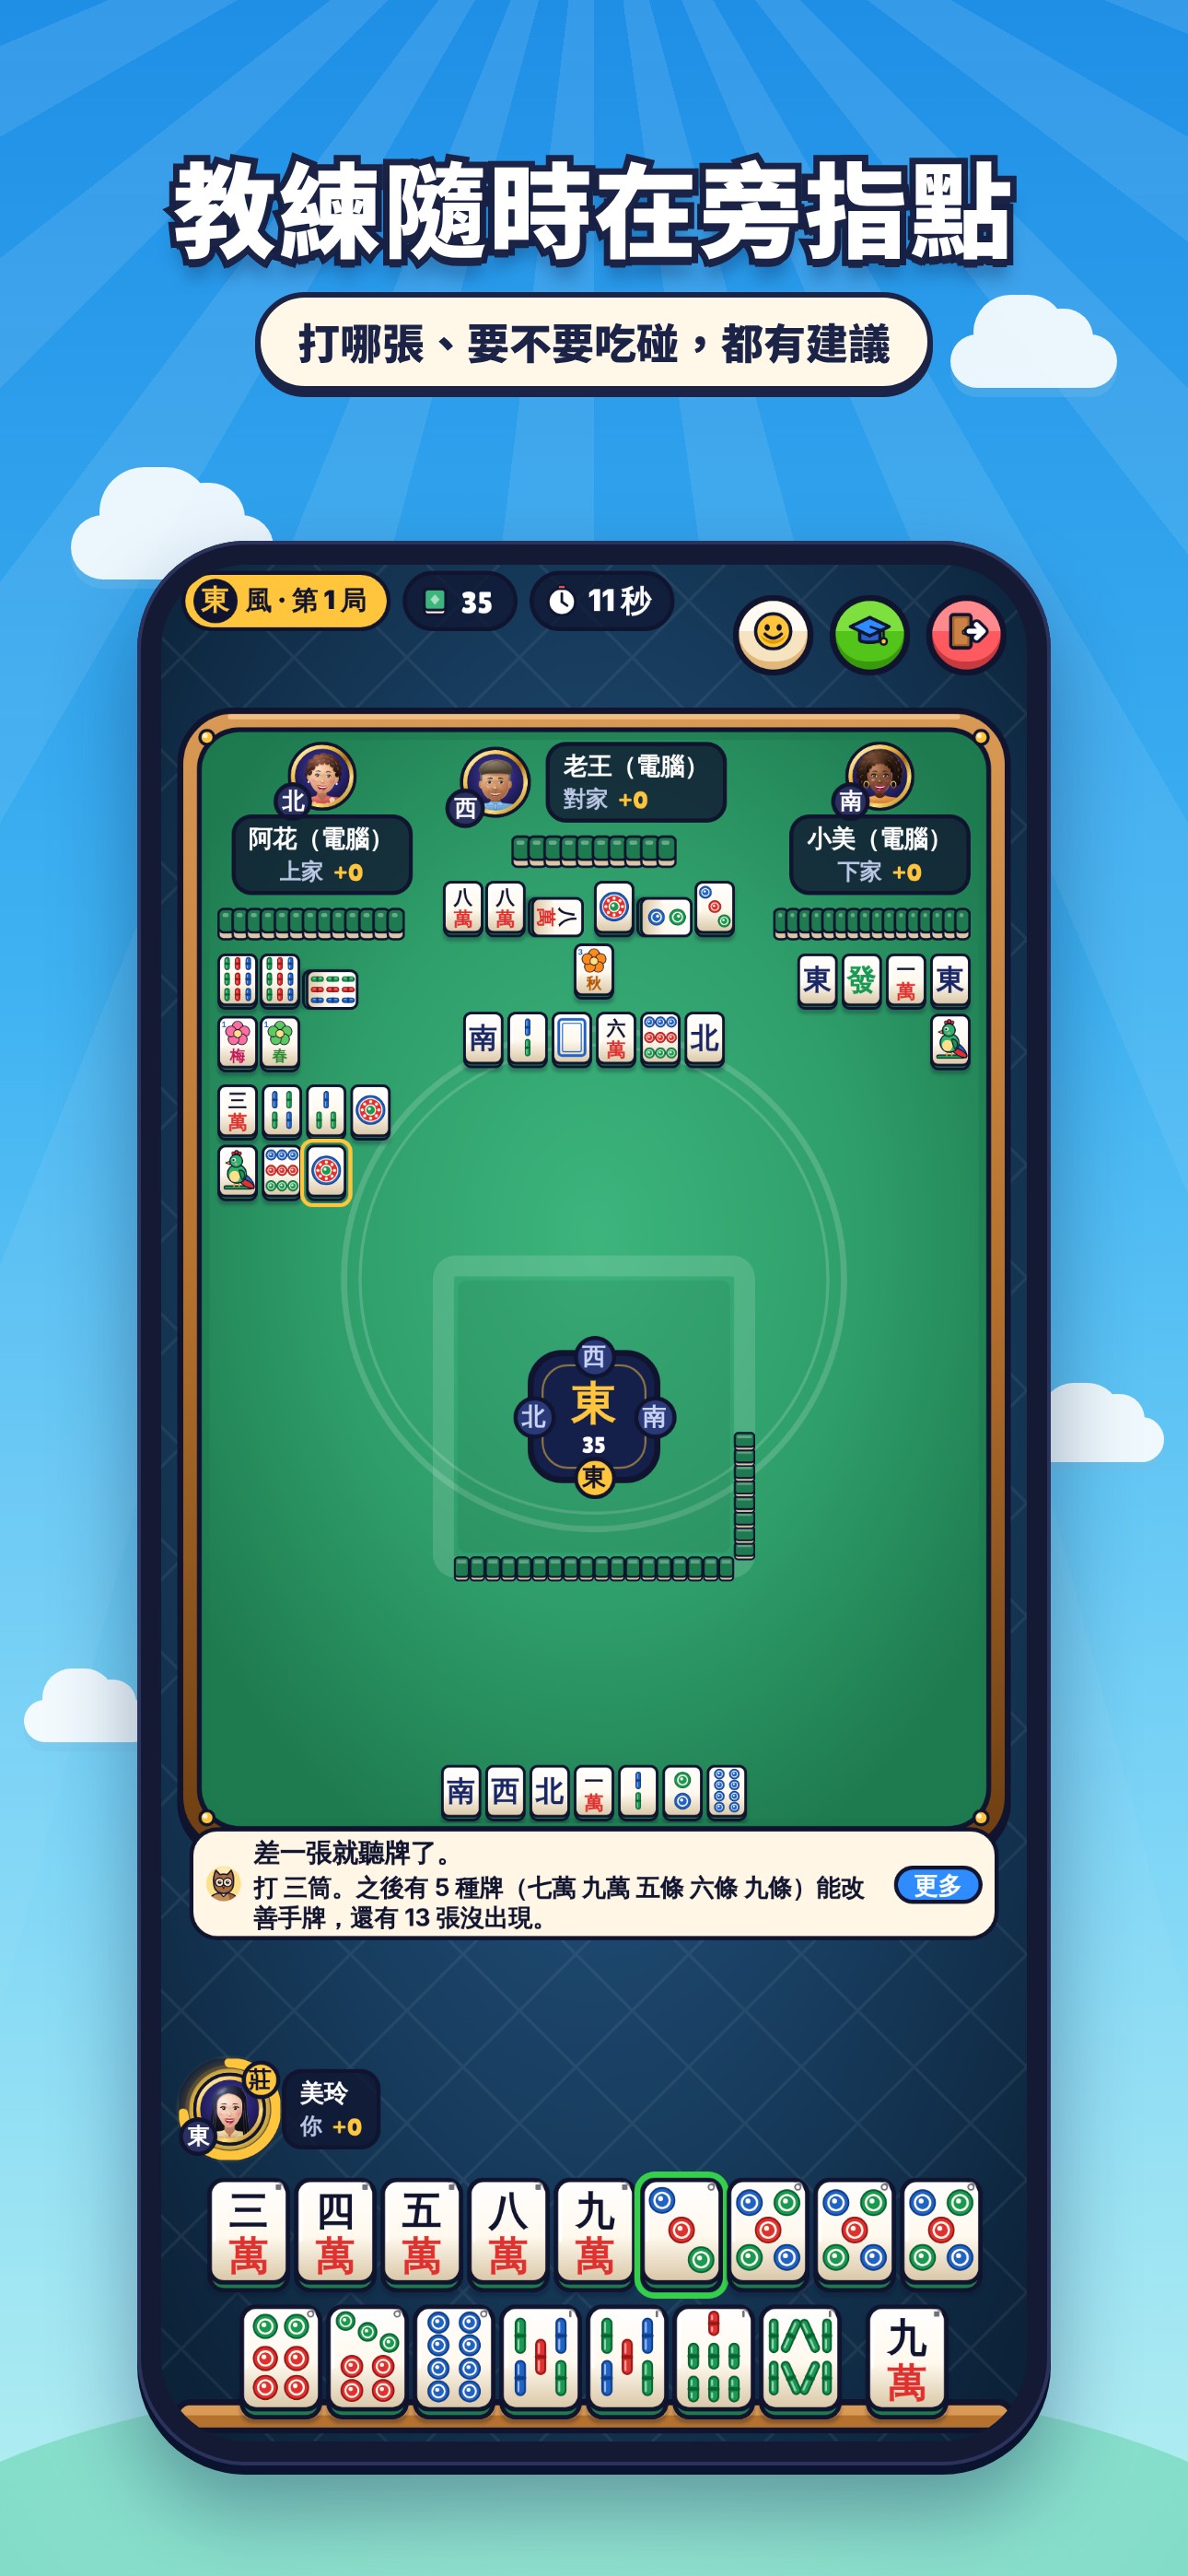 教練隨時在旁指點
打哪張、要不要吃碰，都有建議
東 風·第1局
35
11秒
北
阿花（電腦）
上家 +0
西
老王（電腦）
對家 +0
南
小美（電腦）
下家 +0
八萬 八萬 八萬
3 秋
東 發 一萬 東
1 梅 1 春
南 六萬 北
三萬
西
北 東 南
35
東
南 西 北 一萬
差一張就聽牌了。
打 三筒。之後有 5 種牌（七萬 九萬 五條 六條 九條）能改
善手牌，還有 13 張沒出現。
更多
莊
東
美玲
你 +0
三萬 四萬 五萬 八萬 九萬
九萬